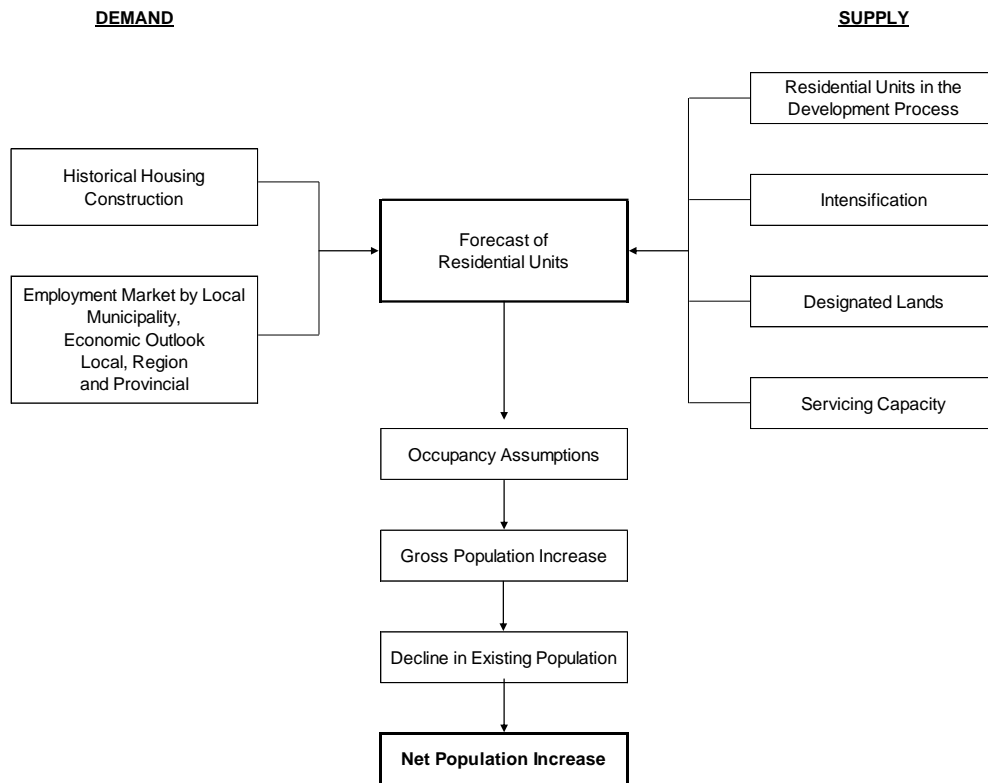 DEMAND
SUPPLY
Residential Units in the
Development Process
Historical Housing
Construction
Intensification
Forecast of
Residential Units
Employment Market by Local
Municipality,
Economic Outlook
Local, Region
and Provincial
Designated Lands
Servicing Capacity
Occupancy Assumptions
Gross Population Increase
Decline in Existing Population
Net Population Increase